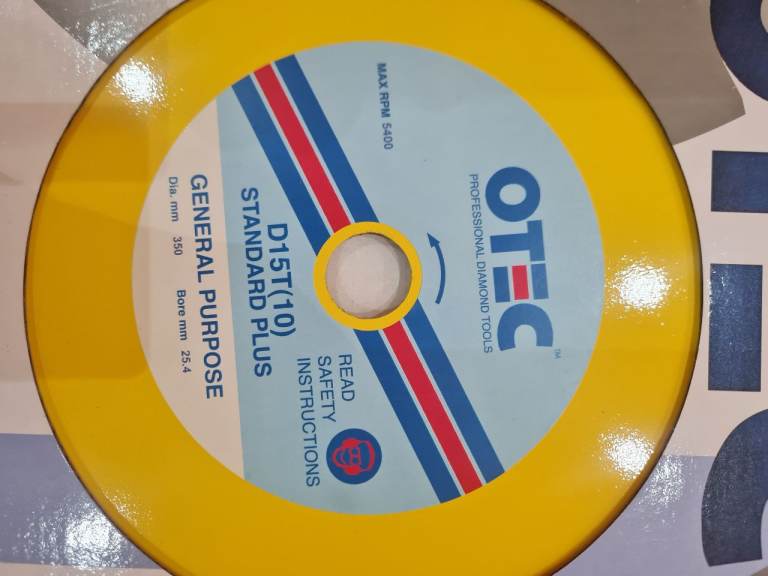 OTEC™
PROFESSIONAL DIAMOND TOOLS
MAX RPM 5400
READ
SAFETY
INSTRUCTIONS
D15T(10)
STANDARD PLUS
GENERAL PURPOSE
Dia. mm 350 Bore mm 25.4